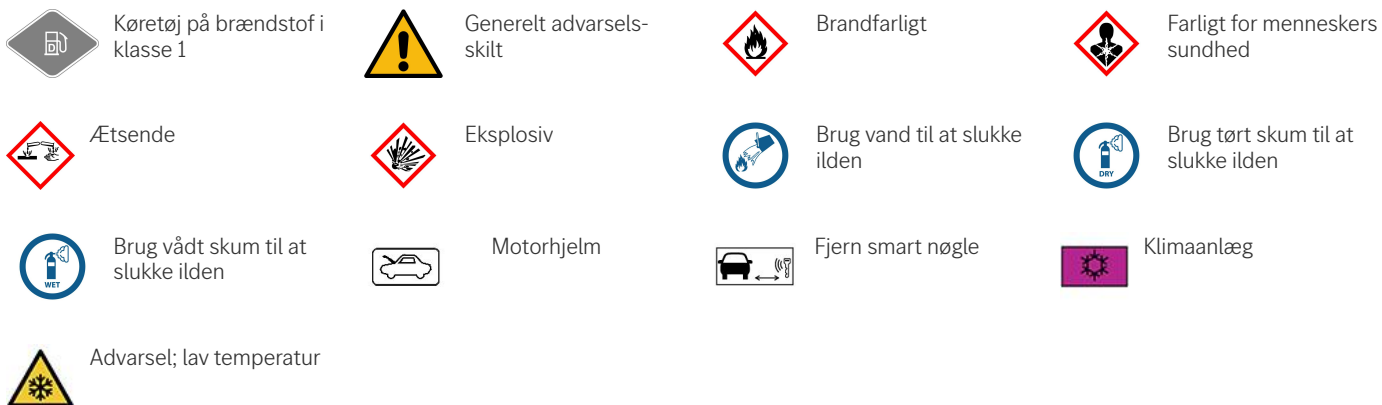 D
Køretøj på brændstof i
klasse 1
Generelt advarsels-
skilt
Brandfarligt
Farligt for menneskers
sundhed
Ætsende
Eksplosiv
Brug vand til at slukke
ilden
DRY
Brug tørt skum til at
slukke ilden
WET
Brug vådt skum til at
slukke ilden
Motorhjelm
Fjern smart nøgle
Klimaanlæg
Advarsel; lav temperatur